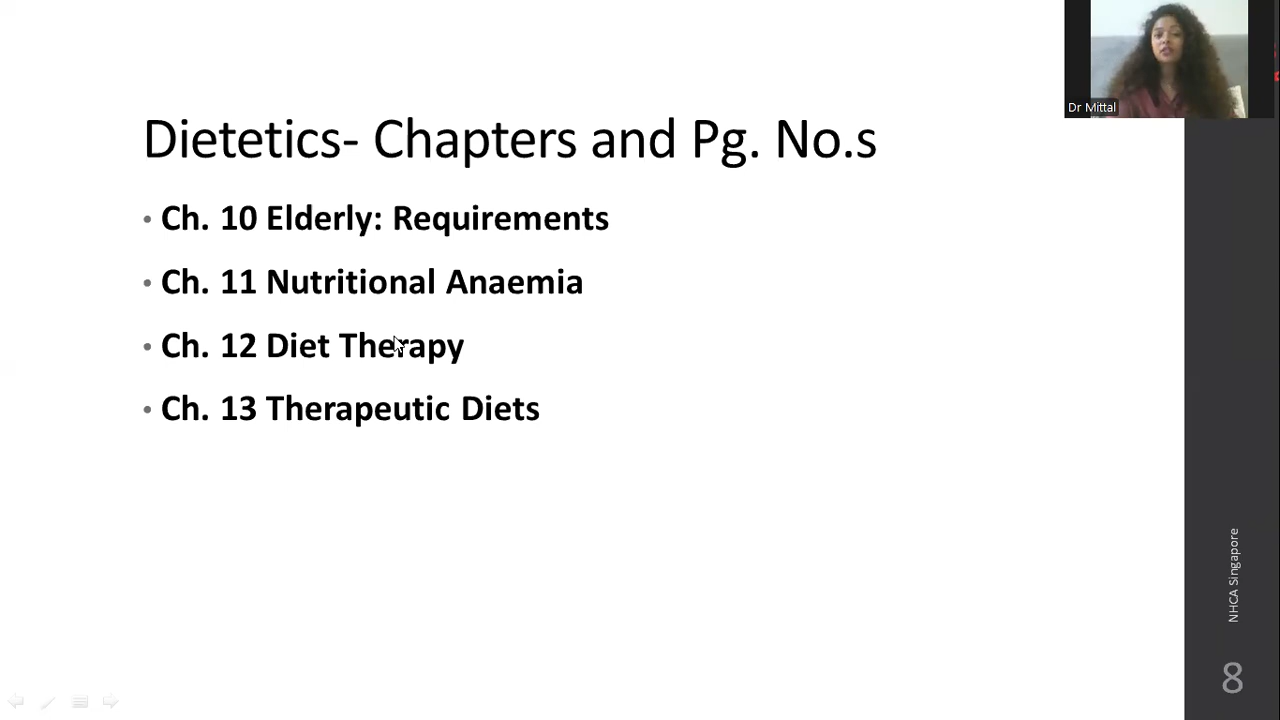 Dr Mittal
Dietetics- Chapters and Pg. No.s
• Ch. 10 Elderly: Requirements
• Ch. 11 Nutritional Anaemia
• Ch. 12 Diet Therapy
• Ch. 13 Therapeutic Diets
NHCA Singapore
8